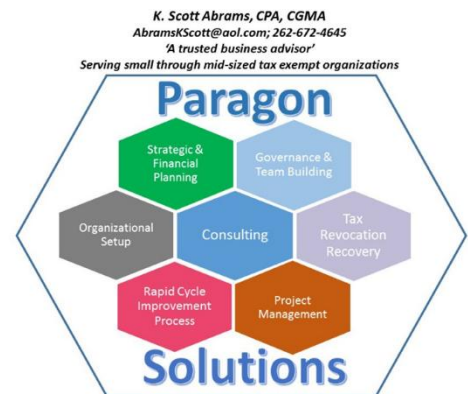 K. Scott Abrams, CPA, CGMA
AbramsKScott@aol.com; 262-672-4645
‘A trusted business advisor’
Serving small through mid-sized tax exempt organizations
Paragon
Strategic &
Financial
Planning
Governance &
Team Building
Organizational
Setup
Consulting
Tax
Revocation
Recovery
Rapid Cycle
Improvement
Process
Project
Management
Solutions